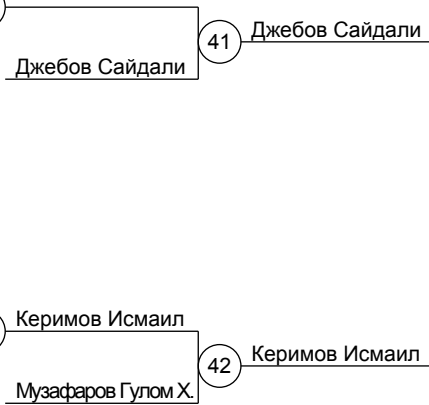 41
Джебов Сайдали
Джебов Сайдали
Керимов Исмаил
42
Керимов Исмаил
Музафаров Гулом Х.